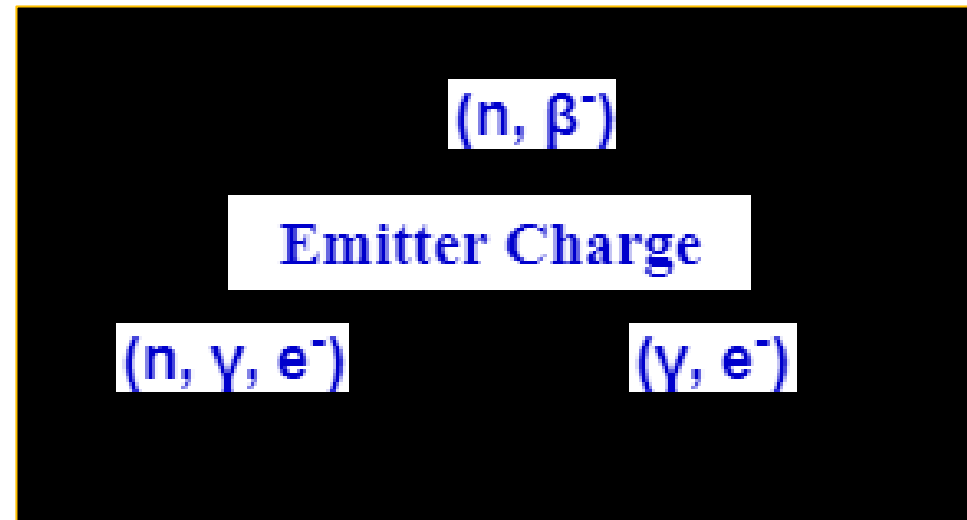 (n, β⁻)
Emitter Charge
(n, γ, e⁻)
(γ, e⁻)